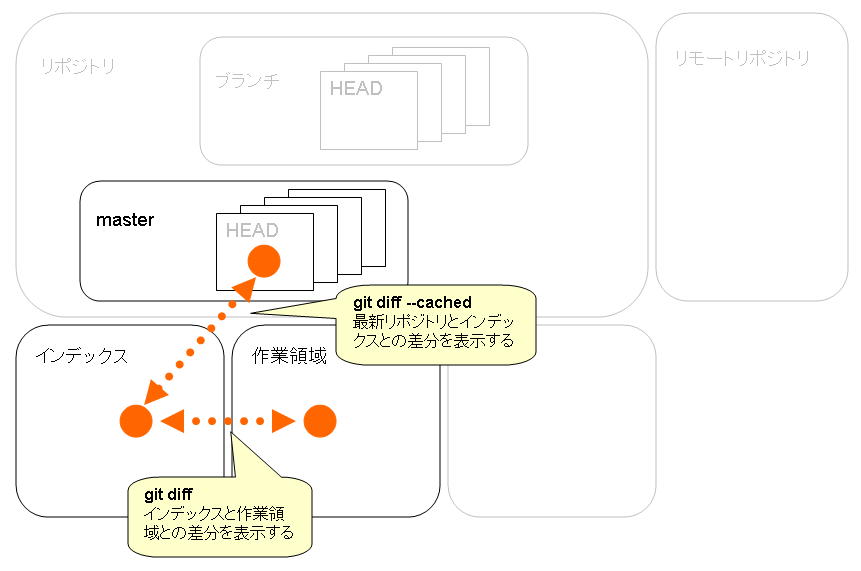 リポジトリ
ブランチ
HEAD
リモートリポジトリ
master
HEAD
git diff --cached
最新リポジトリとインデッ
クスとの差分を表示する
インデックス
作業領域
git diff
インデックスと作業領
域との差分を表示する